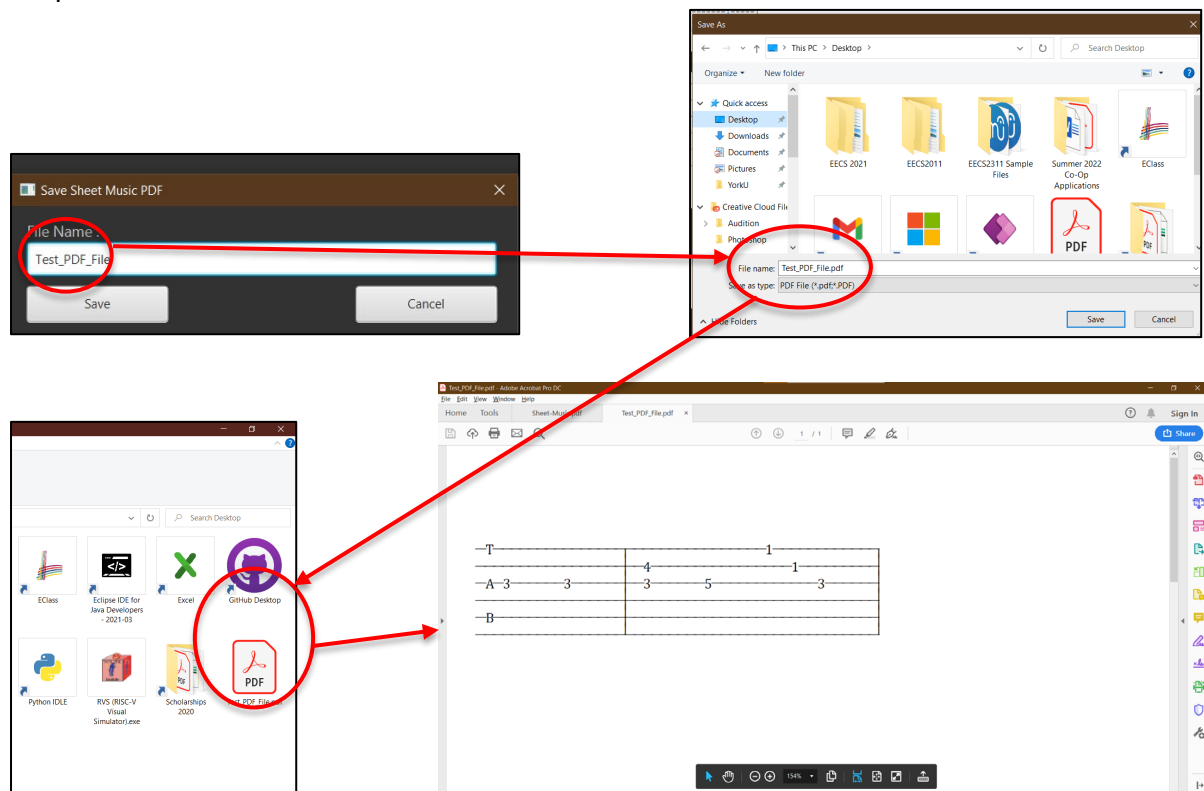 Save Sheet Music PDF
File Name :
Test_PDF_File
Save
Cancel
Save As
This PC > Desktop >
Search Desktop
Organize
New folder
Quick access
Desktop
Downloads
Documents
Pictures
YorkU
Creative Cloud File
Audition
Photoshop
EECS 2021
EECS2011
EECS2311 Sample
Files
Summer 2022
Co-Op
Applications
EClass
PDF
PDF
File name: Test_PDF_File.pdf
Save as type: PDF File (*.pdf;*.PDF)
Hide Folders
Save
Cancel
Search Desktop
EClass
Eclipse IDE for
Java Developers
- 2021-03
Excel
GitHub Desktop
Python IDLE
RVS (RISC-V
Visual
Simulator).exe
PDF
Scholarships
2020
PDF
Test_PDF_File.pdf
Test_PDF_File.pdf - Adobe Acrobat Pro DC
File Edit View Window Help
Home
Tools
Sheet-Music.pdf
Test_PDF_File.pdf ×
Sign In
1 / 1
Share
T 1
4 1
A 3 3 3 5 3
B
154%